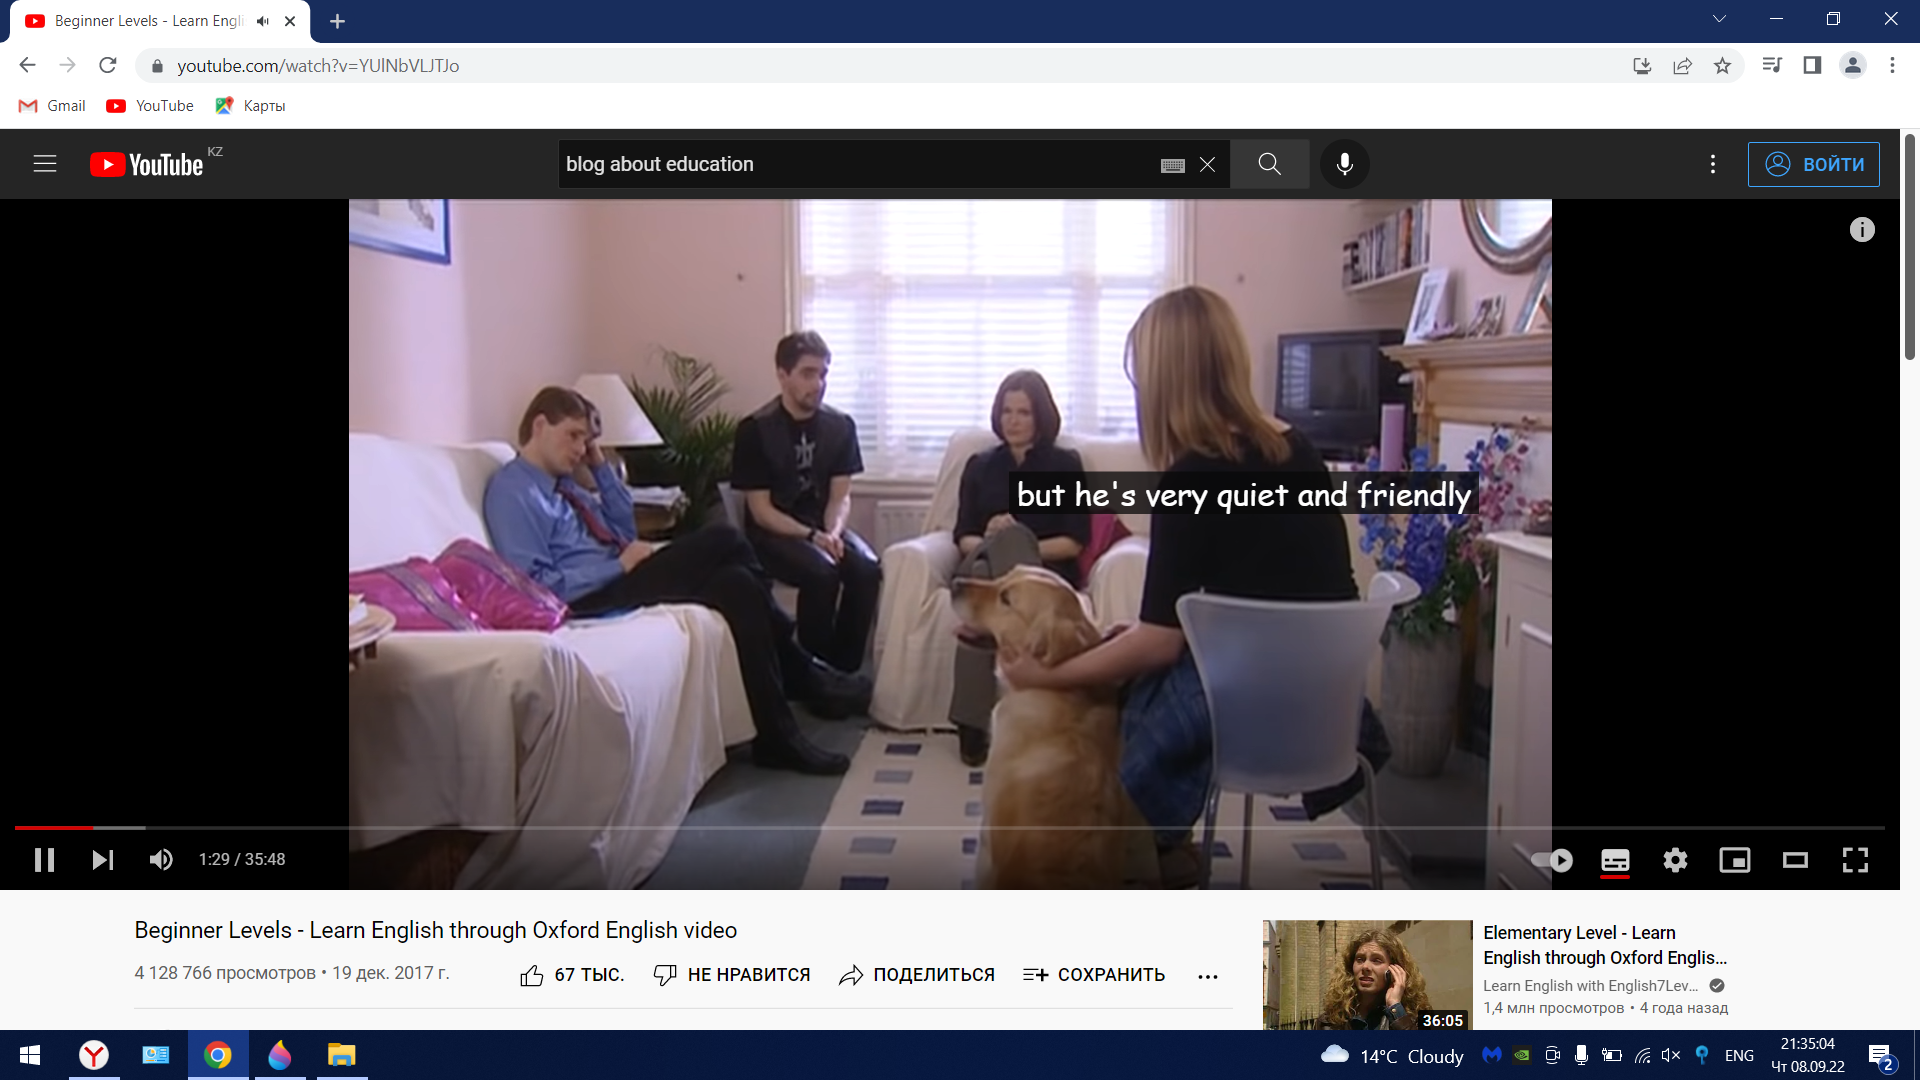 Beginner Levels - Learn Engli
youtube.com/watch?v=YUlNbVLJTJo
Gmail
YouTube
Карты
YouTube KZ
blog about education
ВОЙТИ
but he's very quiet and friendly
1:29 / 35:48
Beginner Levels - Learn English through Oxford English video
4 128 766 просмотров • 19 дек. 2017 г.
67 ТЫС.
НЕ НРАВИТСЯ
ПОДЕЛИТЬСЯ
СОХРАНИТЬ
36:05
Elementary Level - Learn
English through Oxford Englis...
Learn English with English7Lev...
1,4 млн просмотров • 4 года назад
14°C Cloudy
ENG
21:35:04
Чт 08.09.22
2